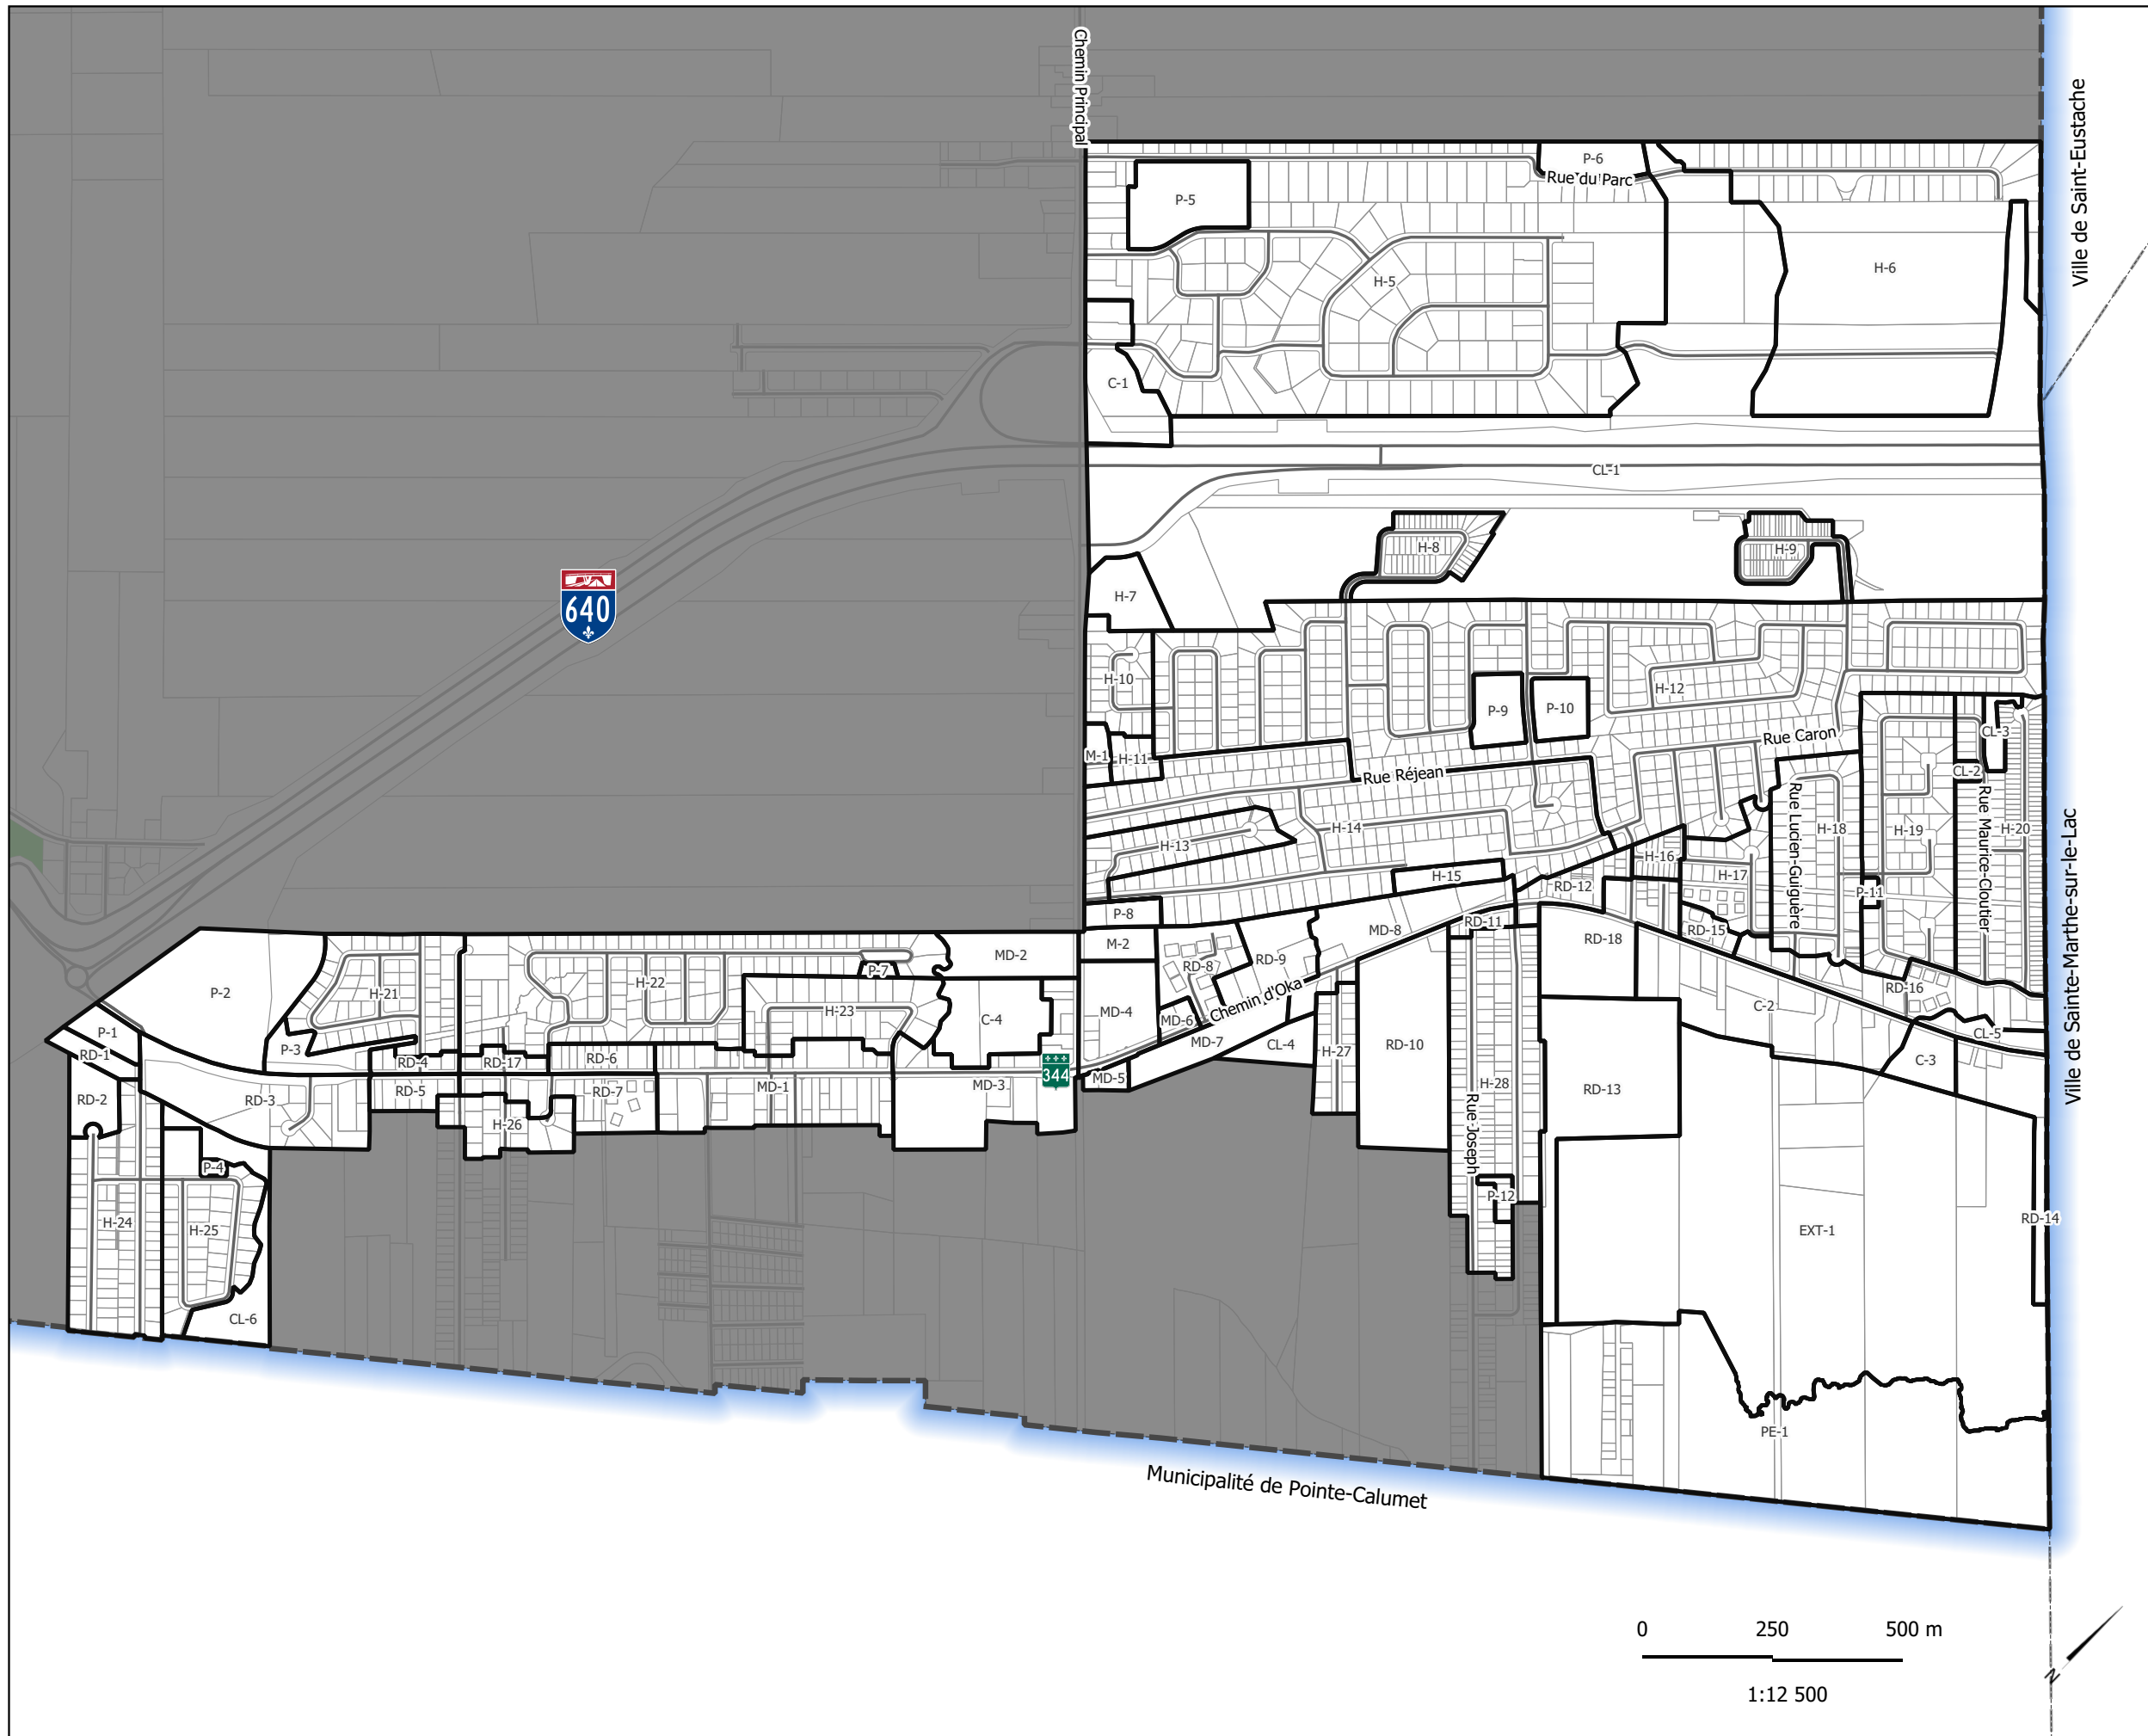 Chemin Principal
Ville de Saint-Eustache
P-6
Rue du Parc
P-5
H-6
H-5
C-1
CL-1
H-8
H-9
640
H-7
H-10
H-12
P-9
P-10
Rue Caron
CL-3
M-1
H-11
CL-2
Rue Réjean
Rue Lucien-Guiguère
Rue Maurice-Cloutier
H-14
H-18
H-19
H-20
H-13
H-16
H-17
H-15
RD-12
P-11
Ville de Sainte-Marthe-sur-le-Lac
P-8
RD-11
MD-8
RD-15
RD-18
M-2
MD-2
RD-8
RD-9
P-7
H-22
P-2
H-21
RD-16
Chemin d'Oka
C-2
H-23
MD-4
MD-6
C-4
P-1
CL-5
MD-7
CL-4
RD-10
P-3
H-27
RD-1
RD-4
RD-17
RD-6
C-3
344
MD-5
H-28
MD-3
MD-1
RD-13
RD-5
RD-7
RD-2
RD-3
H-26
Rue Joseph
P-4
P-12
RD-14
H-24
H-25
EXT-1
CL-6
PE-1
Municipalité de Pointe-Calumet
0 250 500 m
1:12 500
N